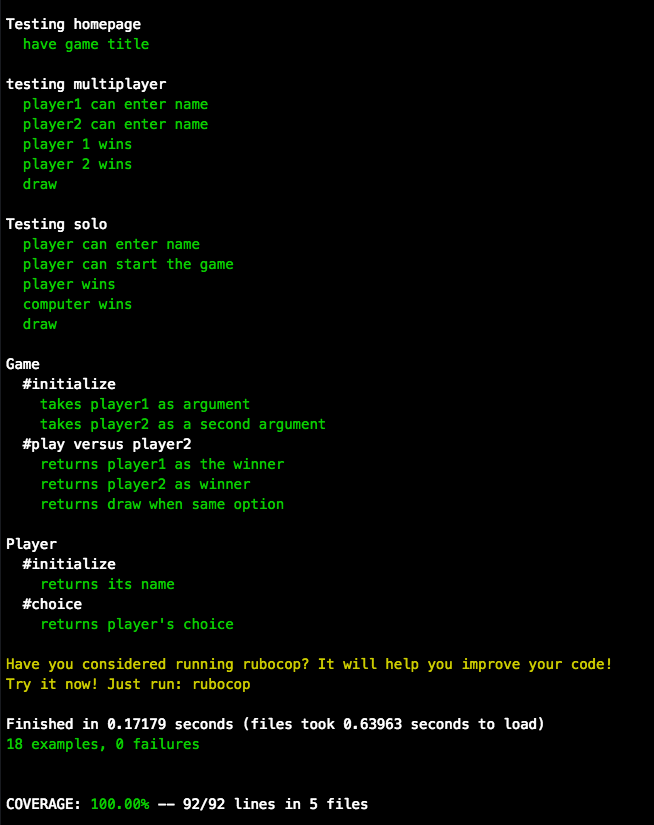 Testing homepage
have game title
testing multiplayer
player1 can enter name
player2 can enter name
player 1 wins
player 2 wins
draw
Testing solo
player can enter name
player can start the game
player wins
computer wins
draw
Game
#initialize
takes player1 as argument
takes player2 as a second argument
#play versus player2
returns player1 as the winner
returns player2 as winner
returns draw when same option
Player
#initialize
returns its name
#choice
returns player's choice
Have you considered running rubocop? It will help you improve your code!
Try it now! Just run: rubocop
Finished in 0.17179 seconds (files took 0.63963 seconds to load)
18 examples, 0 failures
COVERAGE: 100.00% -- 92/92 lines in 5 files